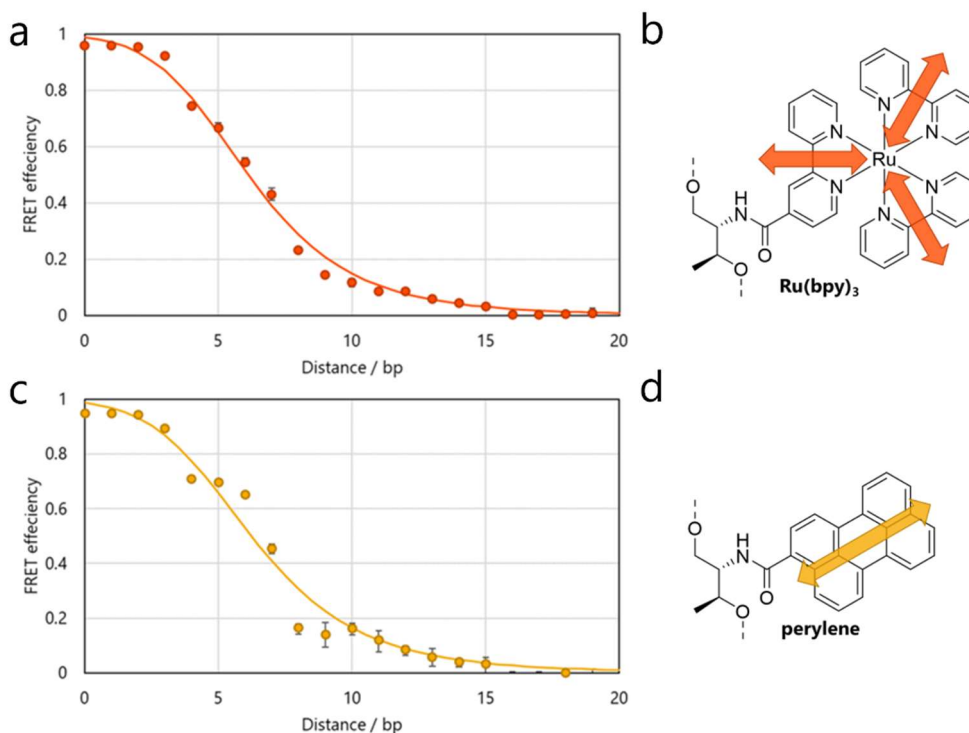 a
1
0.8
0.6
0.4
0.2
0
FRET effeciency
0
5
10
15
20
Distance / bp
b
N
N
N
N
N
N
Ru
O
H
N
O
O
Ru(bpy)₃
c
1
0.8
0.6
0.4
0.2
0
FRET effeciency
0
5
10
15
20
Distance / bp
d
O
H
N
O
O
perylene